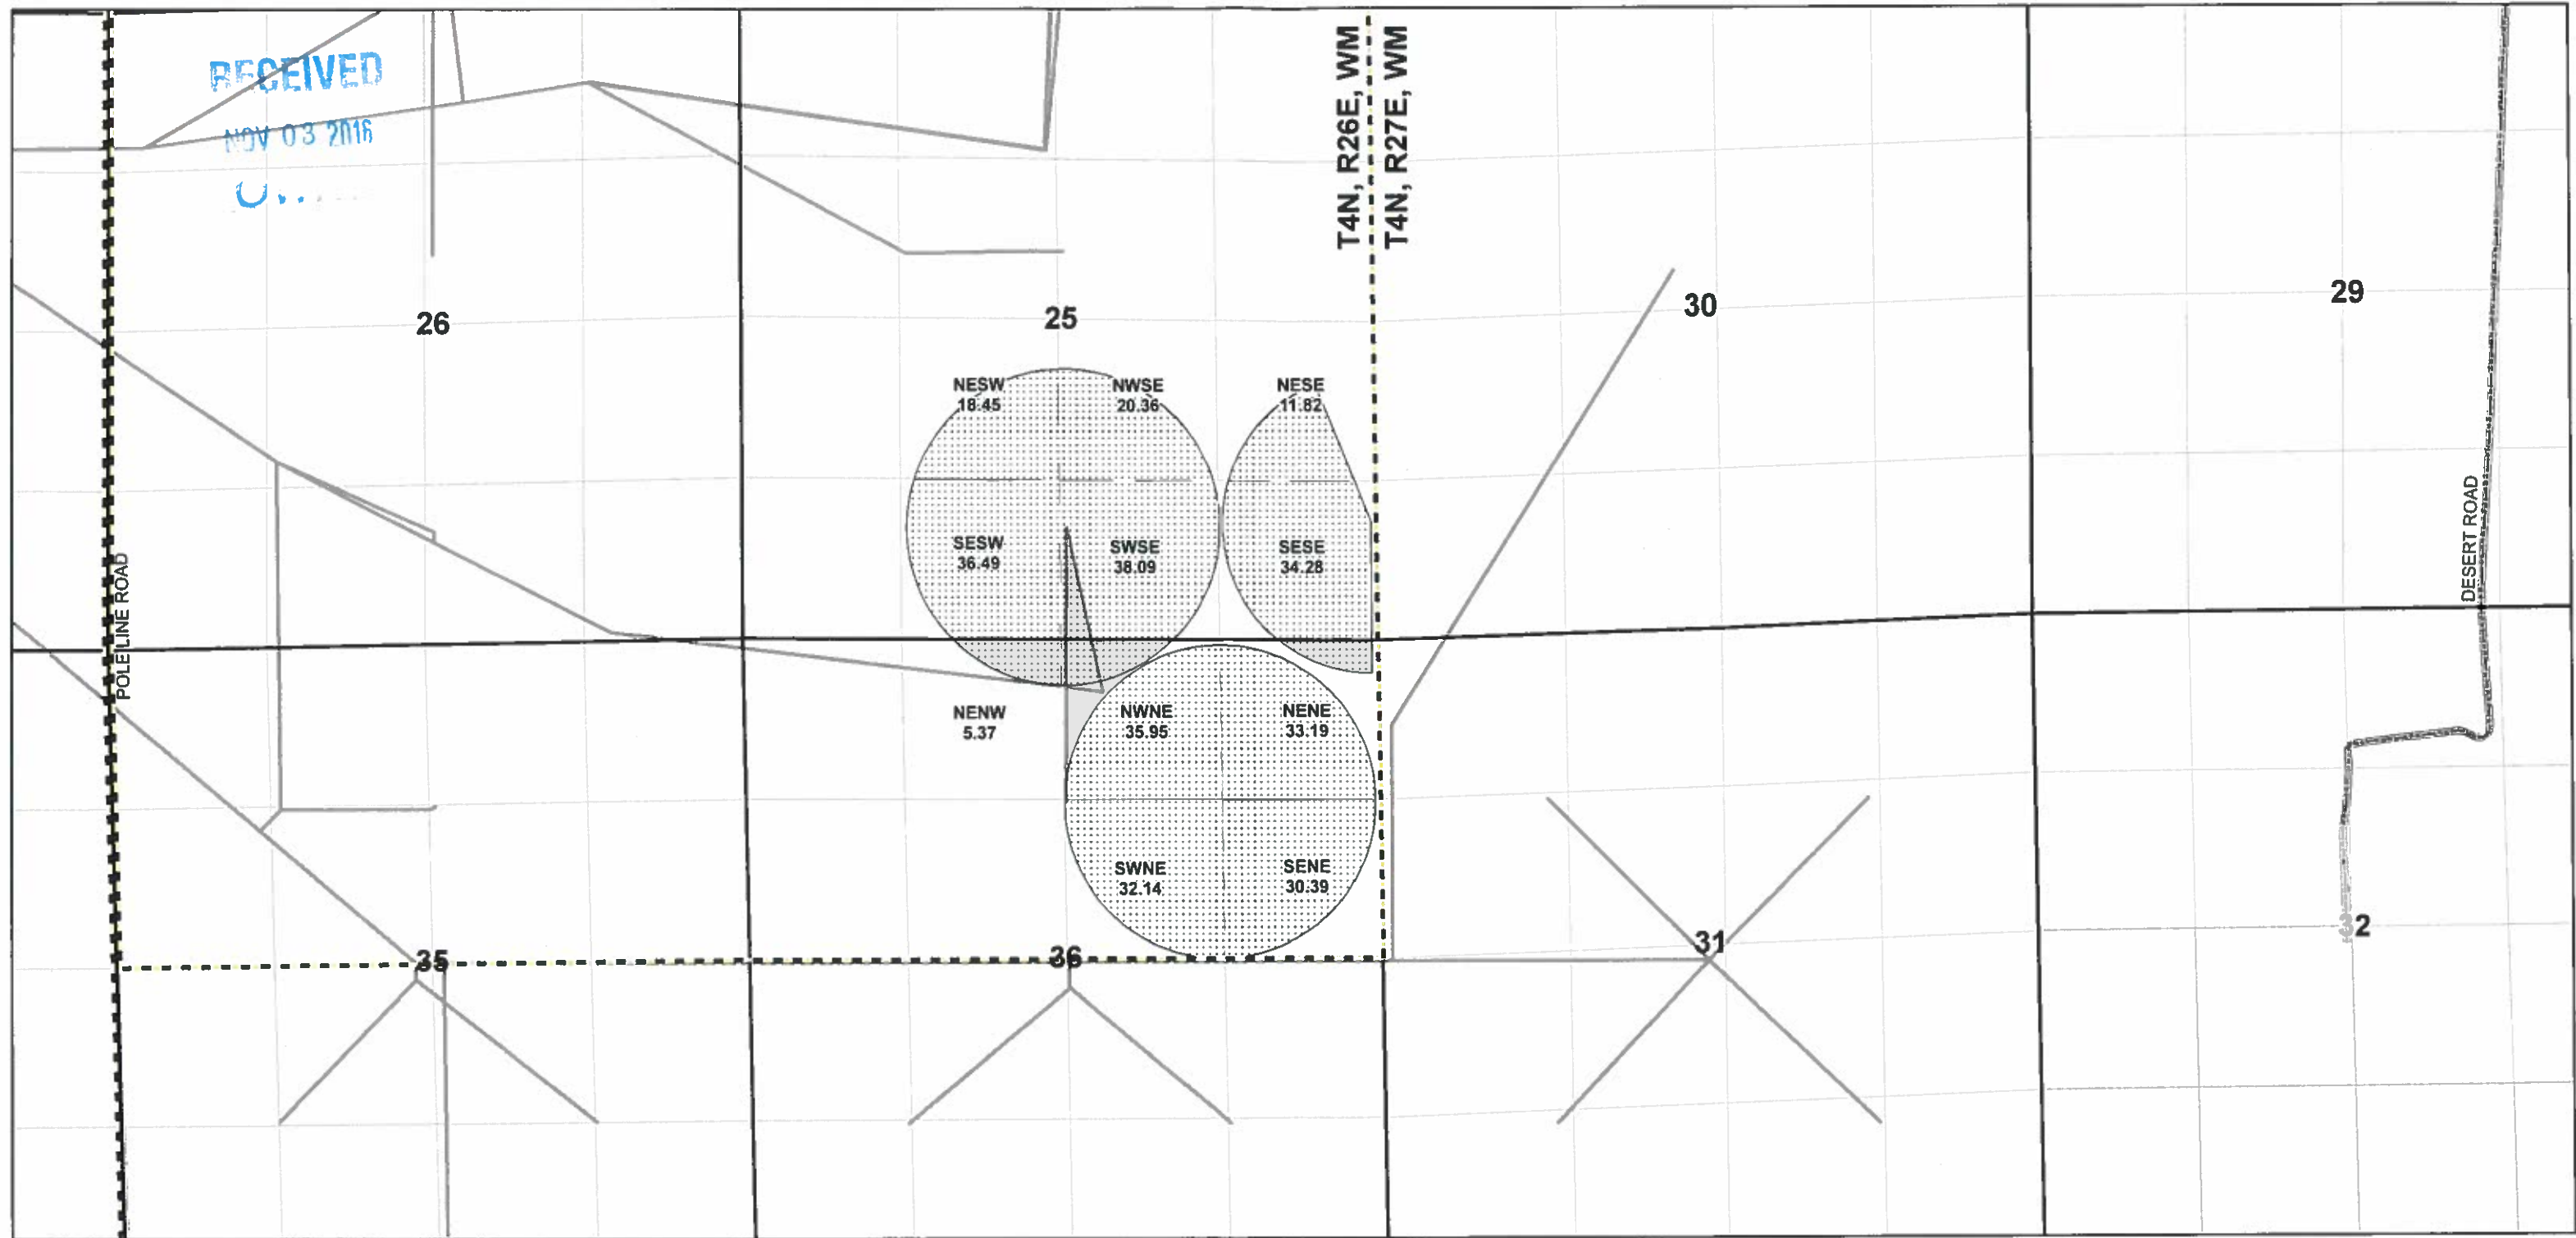 RECEIVED
NOV 03 2016
T4N, R26E, WM
T4N, R27E, WM
26
25
30
29
NESW
18.45
NWSE
20.36
NESE
11.82
SESW
36.49
SWSE
38.09
SESE
34.28
POLE LINE ROAD
DESERT ROAD
NENW
5.37
NWNE
35.95
NENE
33.19
SWNE
32.14
SENE
30.39
35
36
31
32